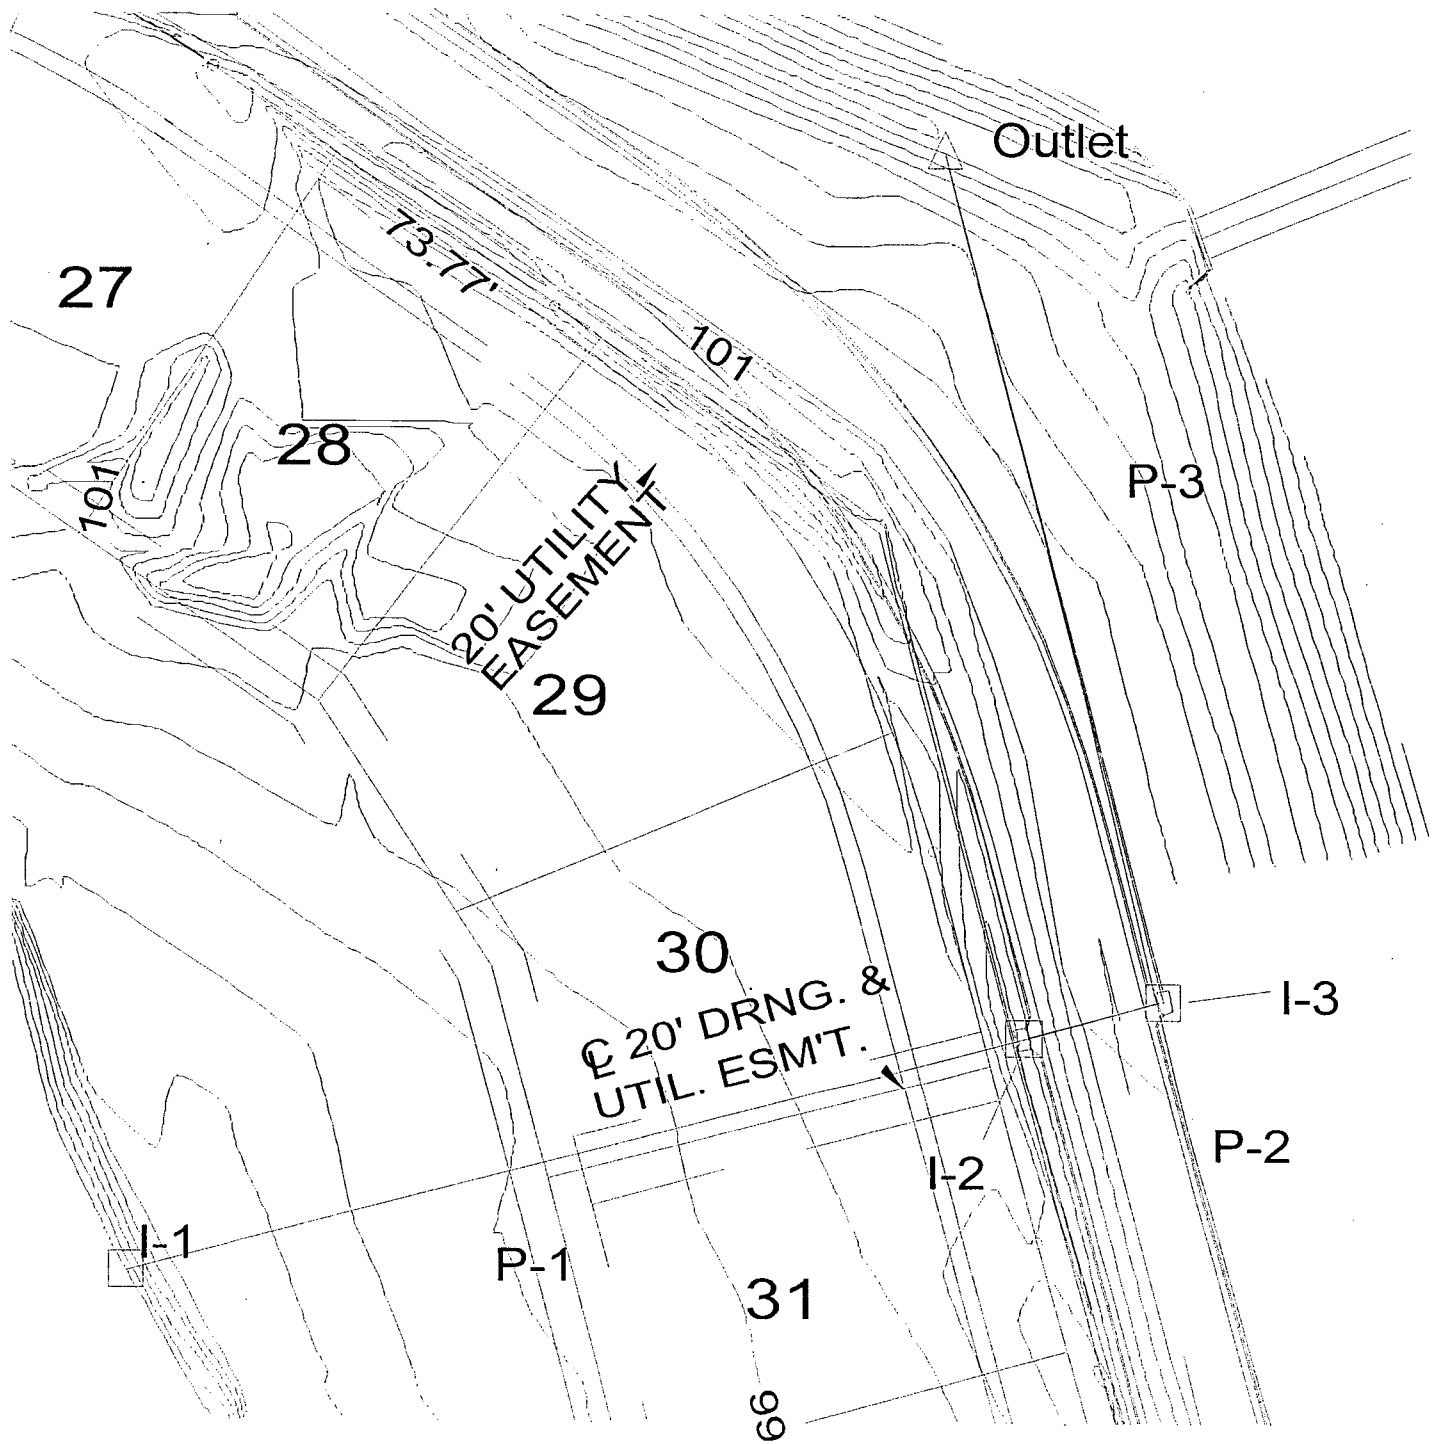 Outlet
73.77'
27
101
28
P-3
101
20' UTILITY
EASEMENT
29
30
℄ 20' DRNG. &
UTIL. ESM'T.
I-3
P-2
I-2
I-1
P-1
31
99